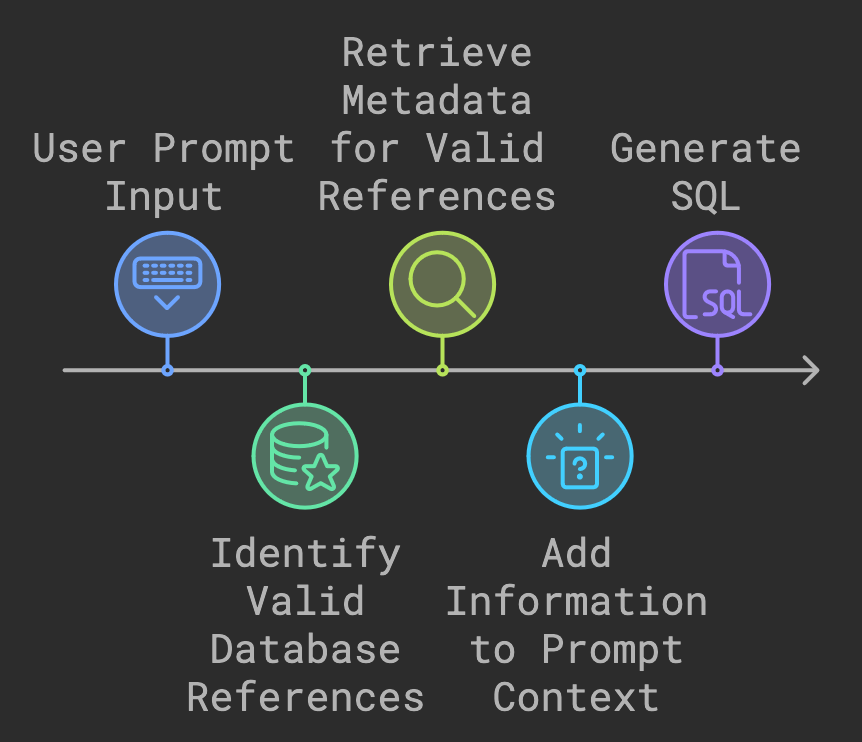 User Prompt
Input
Identify
Valid
Database
References
Retrieve
Metadata
for Valid
References
Add
Information
to Prompt
Context
Generate
SQL
SQL